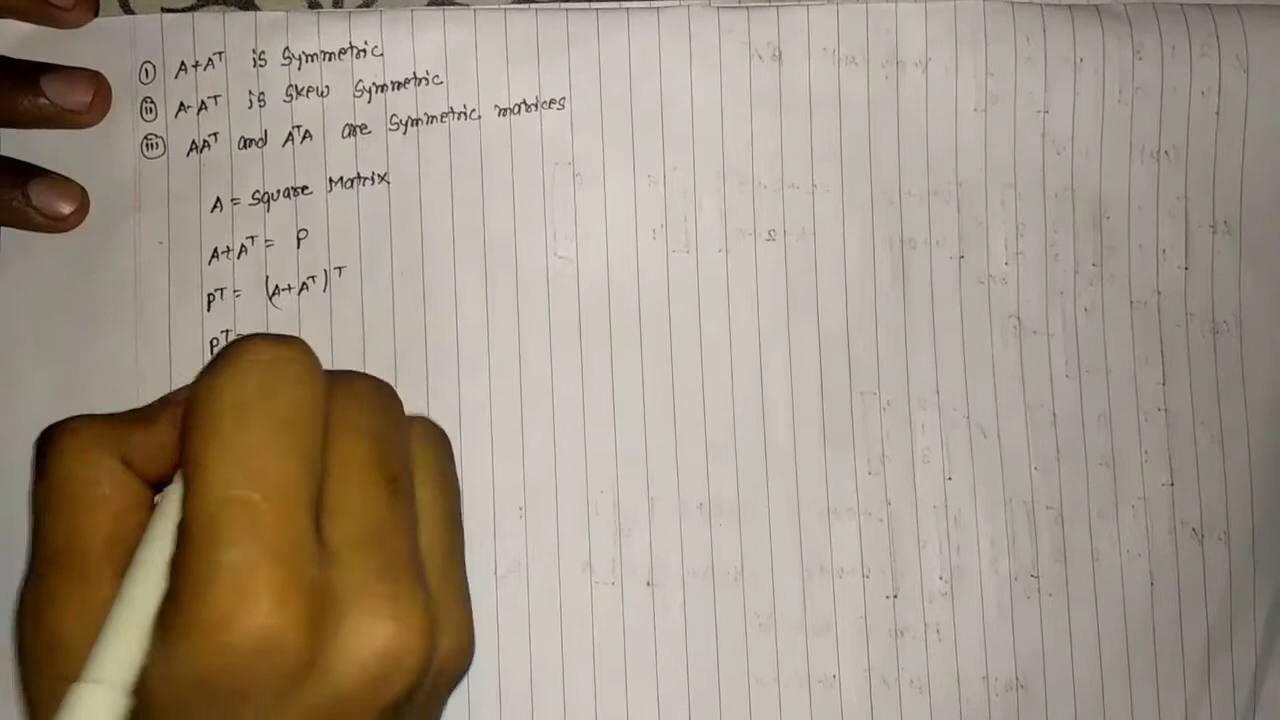 (i) A+Aᵀ is Symmetric
(ii) A-Aᵀ is Skew Symmetric
(iii) AAᵀ and AᵀA are Symmetric matrices
A = Square Matrix
A+Aᵀ = P
Pᵀ = (A+Aᵀ)ᵀ
Pᵀ=